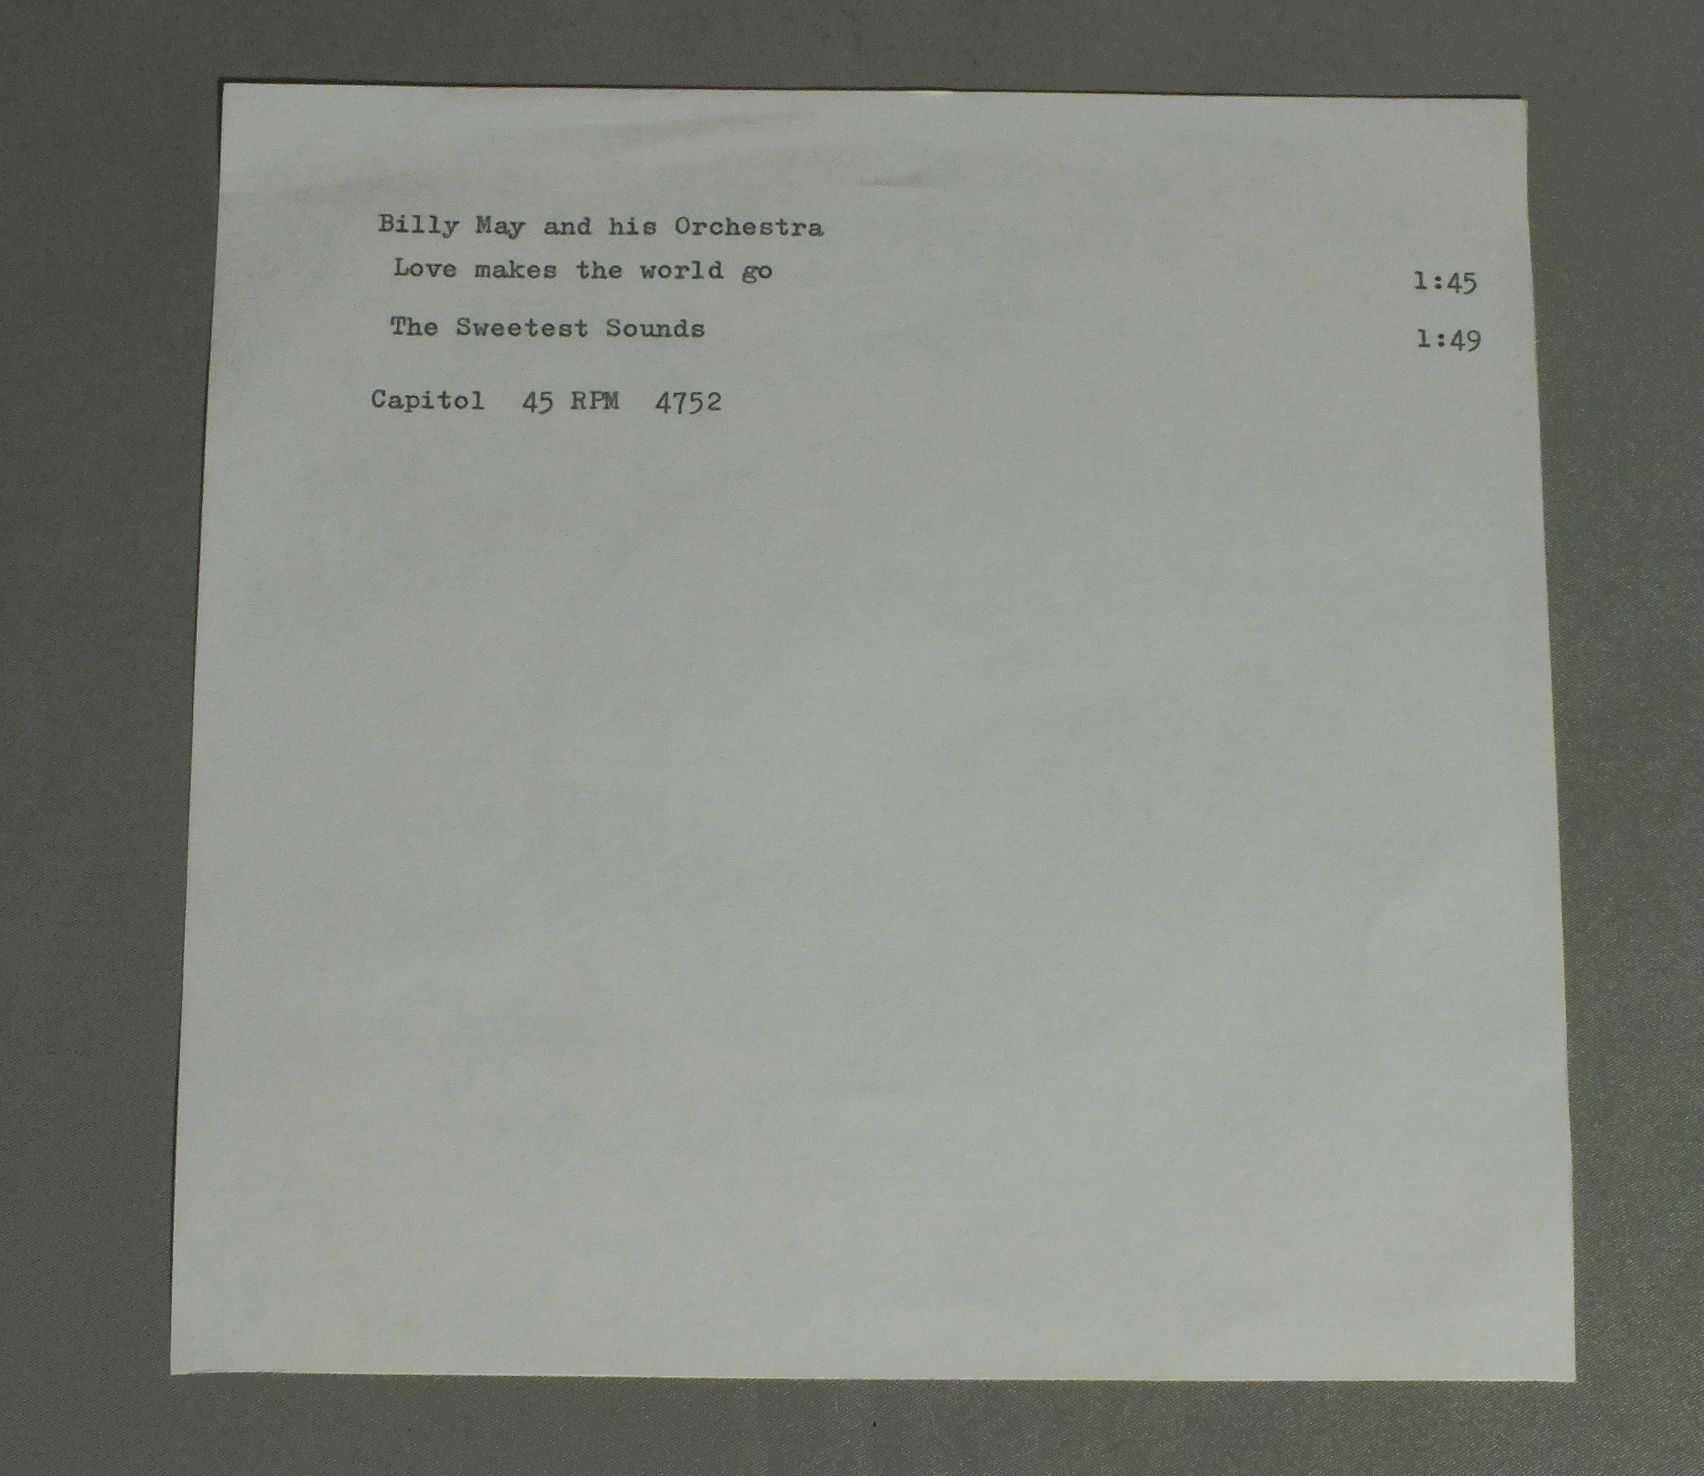 Billy May and his Orchestra
Love makes the world go 1:45
The Sweetest Sounds 1:49
Capitol 45 RPM 4752